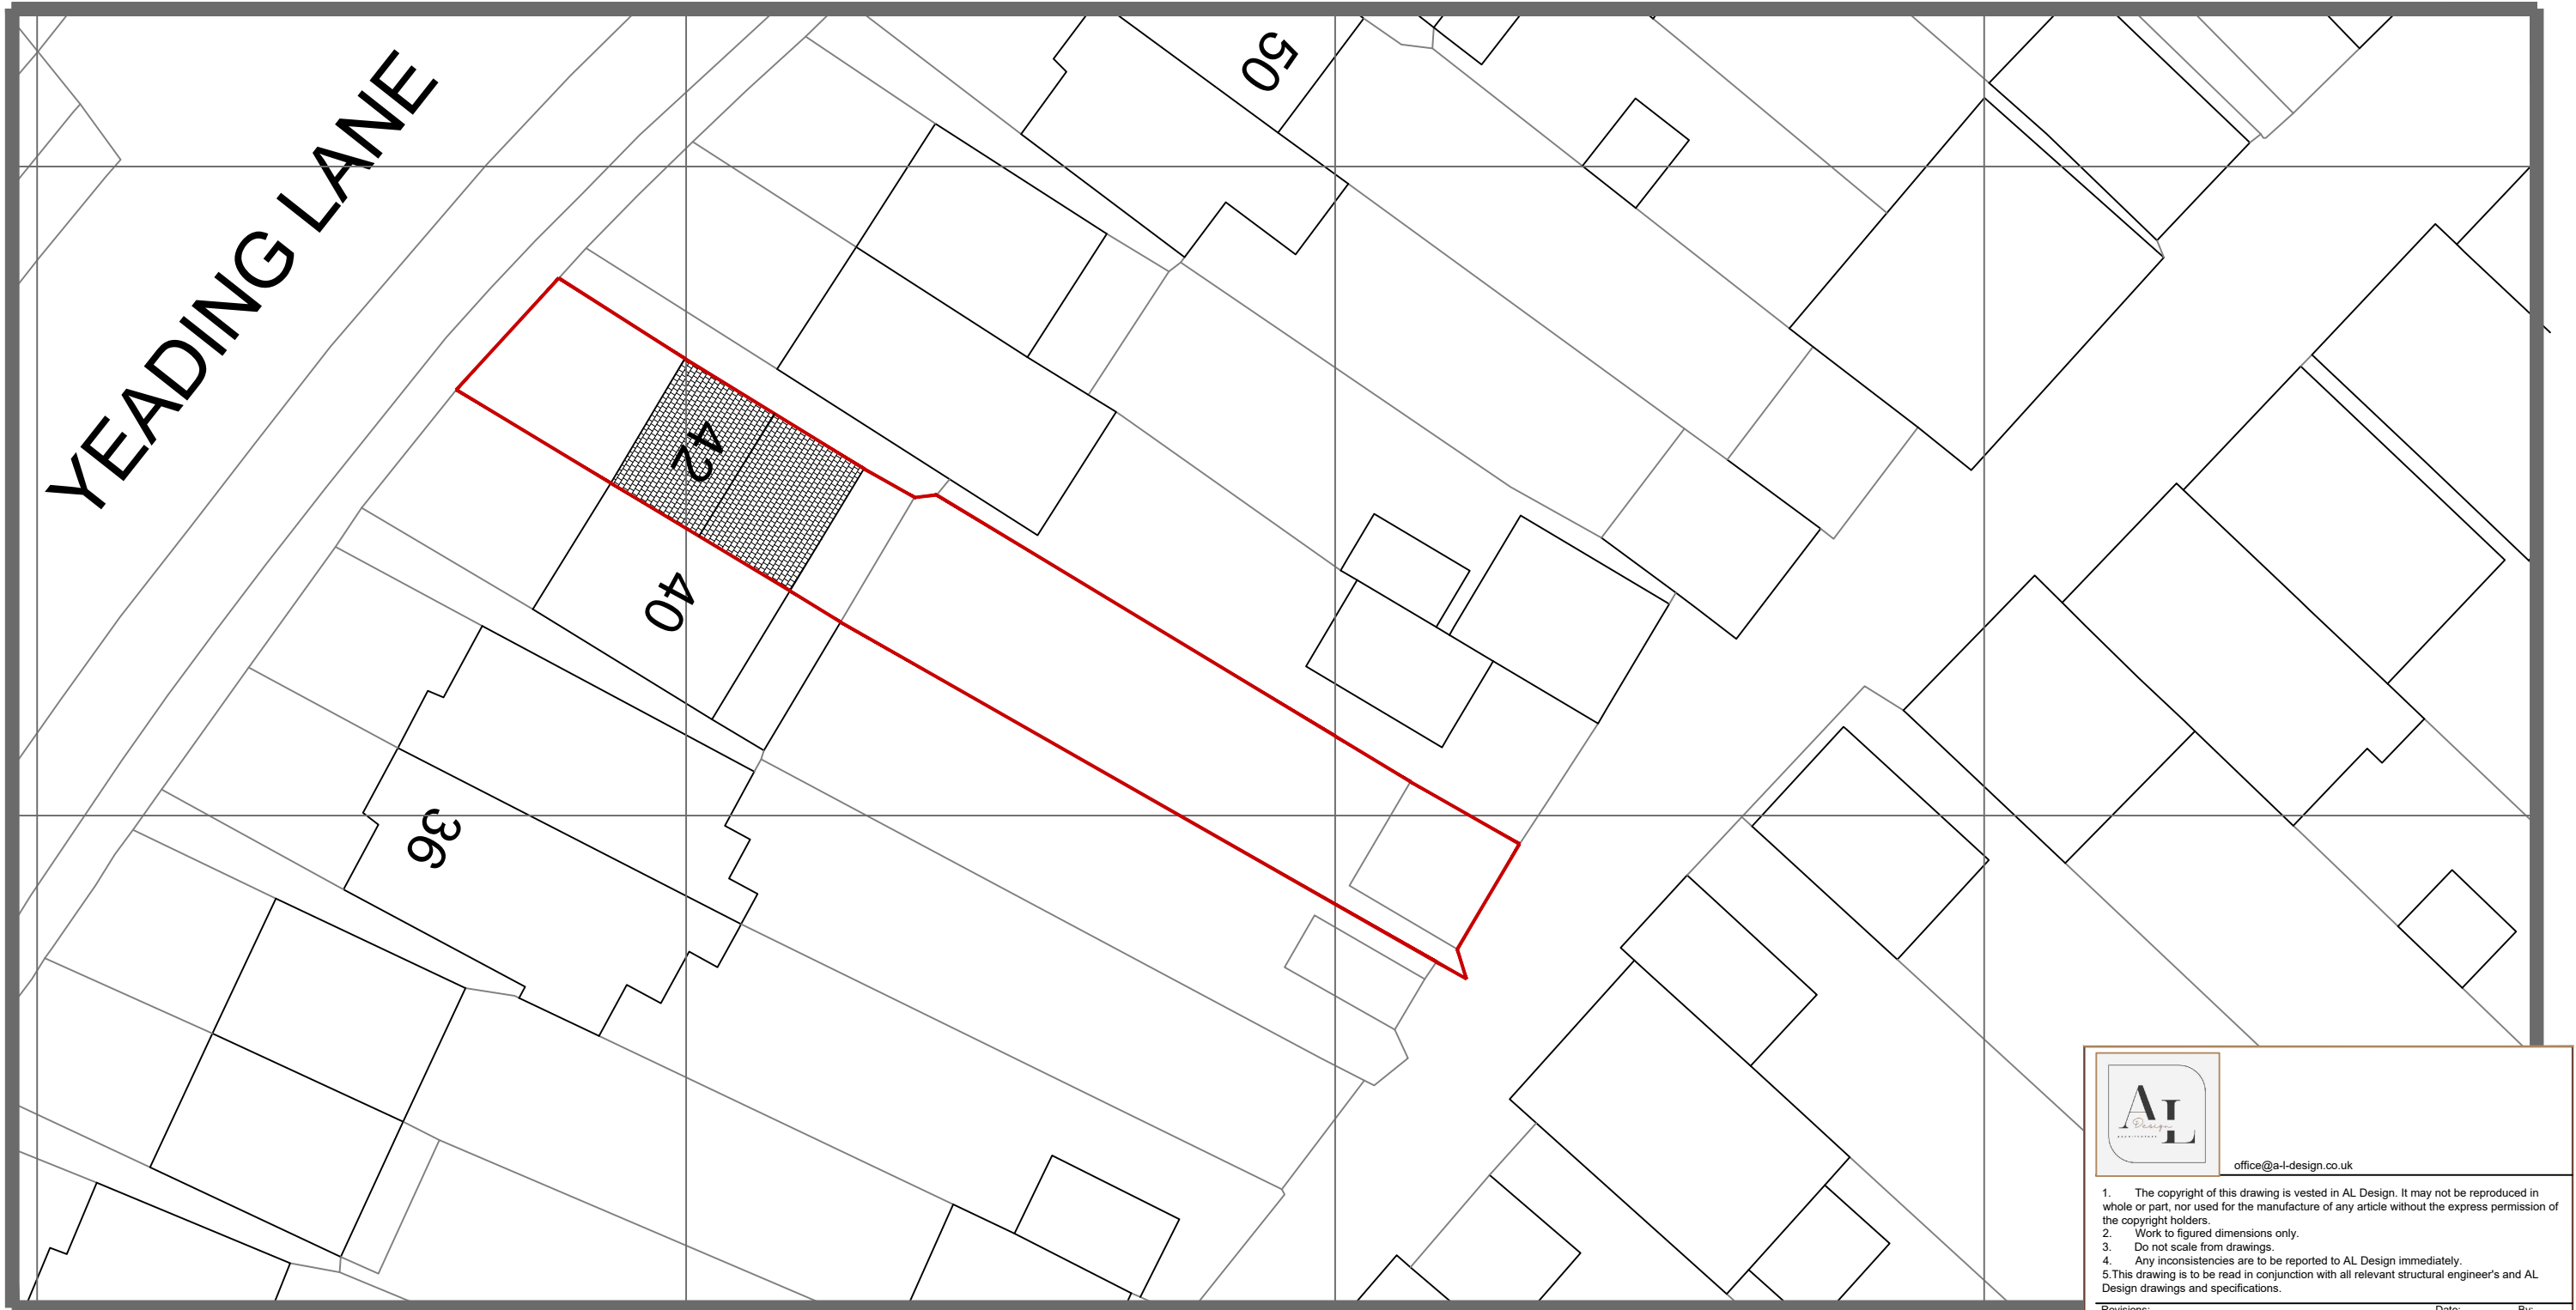 YEADING LANE
50
42
40
36
AL
Design
office@a-l-design.co.uk
1. The copyright of this drawing is vested in AL Design. It may not be reproduced in
whole or part, nor used for the manufacture of any article without the express permission of
the copyright holders.
2. Work to figured dimensions only.
3. Do not scale from drawings.
4. Any inconsistencies are to be reported to AL Design immediately.
5.This drawing is to be read in conjunction with all relevant structural engineer's and AL
Design drawings and specifications.
Revisions: Date: By: